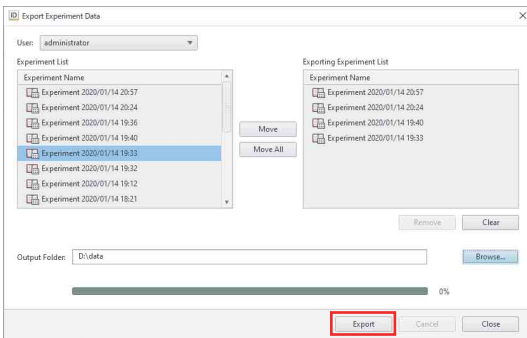 ID Export Experiment Data
User: administrator
Experiment List
Experiment Name
Experiment 2020/01/14 20:57
Experiment 2020/01/14 20:24
Experiment 2020/01/14 19:36
Experiment 2020/01/14 19:40
Experiment 2020/01/14 19:33
Experiment 2020/01/14 19:32
Experiment 2020/01/14 19:12
Experiment 2020/01/14 18:21
Move
Move All
Exporting Experiment List
Experiment Name
Experiment 2020/01/14 20:57
Experiment 2020/01/14 20:24
Experiment 2020/01/14 19:40
Experiment 2020/01/14 19:33
Remove Clear
Output Folder: D:\data Browse...
0%
Export Cancel Close